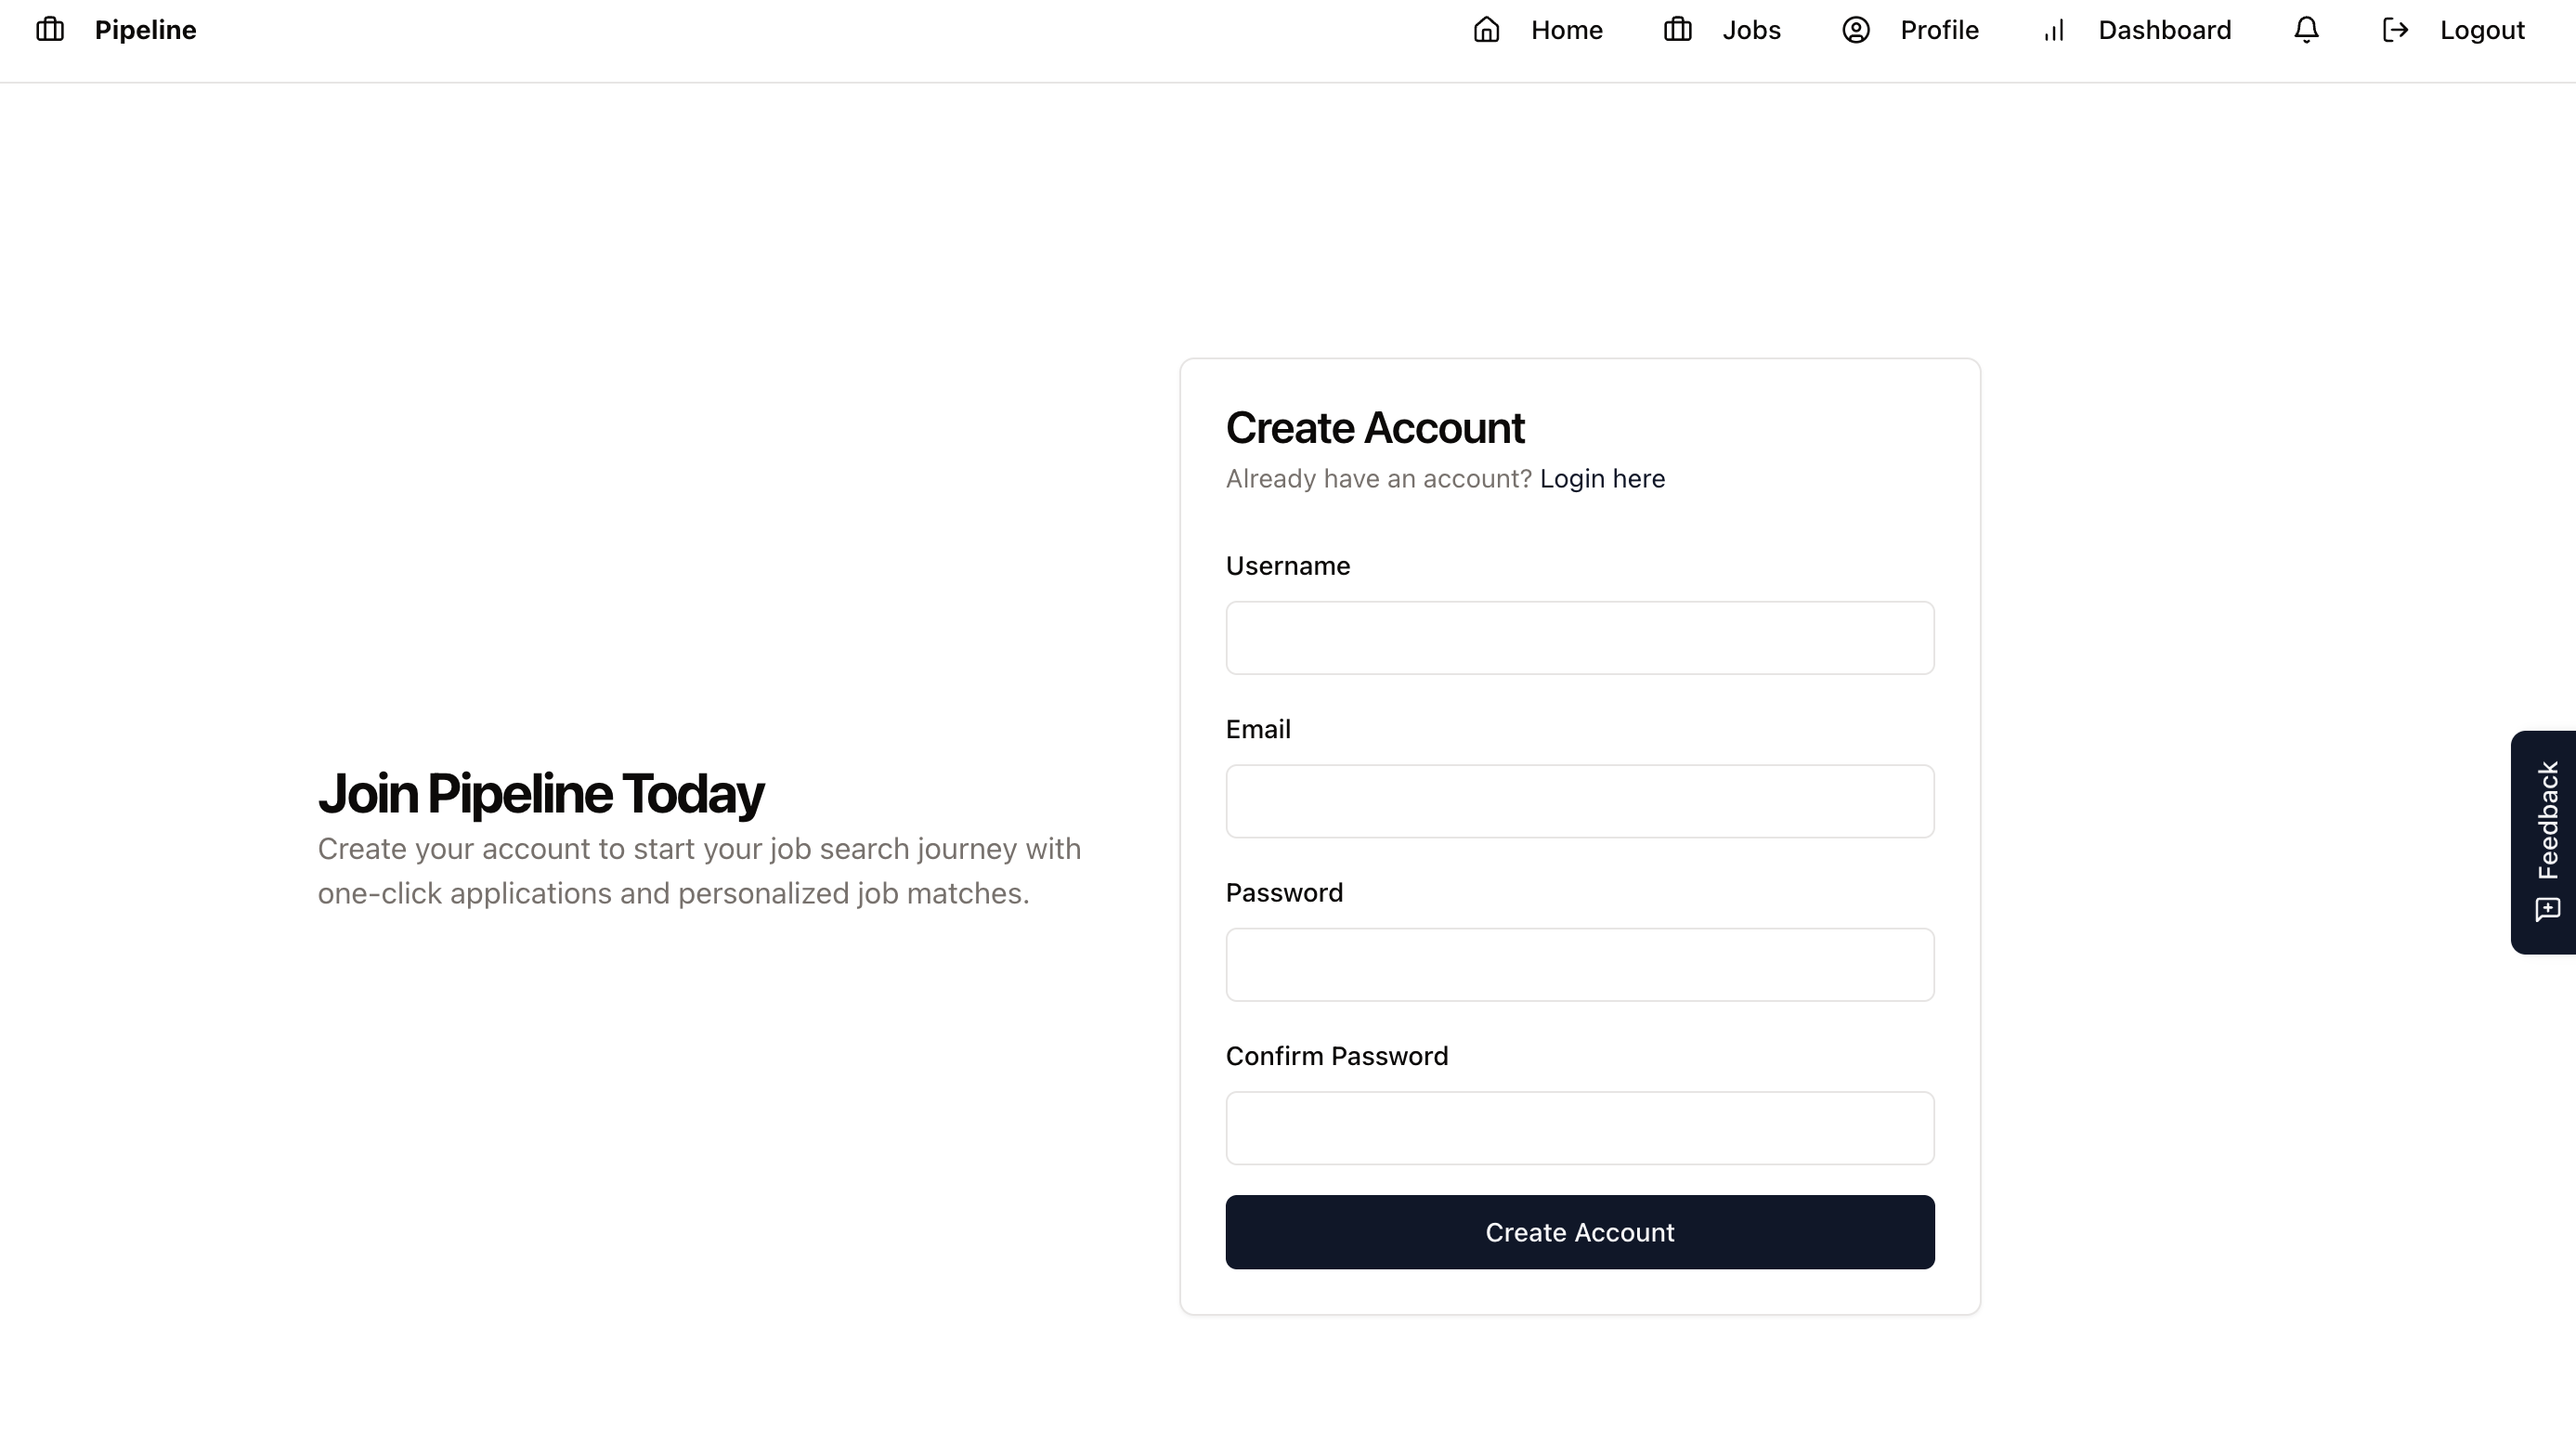 Pipeline
Home
Jobs
Profile
Dashboard
Logout
Join Pipeline Today
Create your account to start your job search journey with
one-click applications and personalized job matches.
Create Account
Already have an account? Login here
Username
Email
Password
Confirm Password
Create Account
Feedback